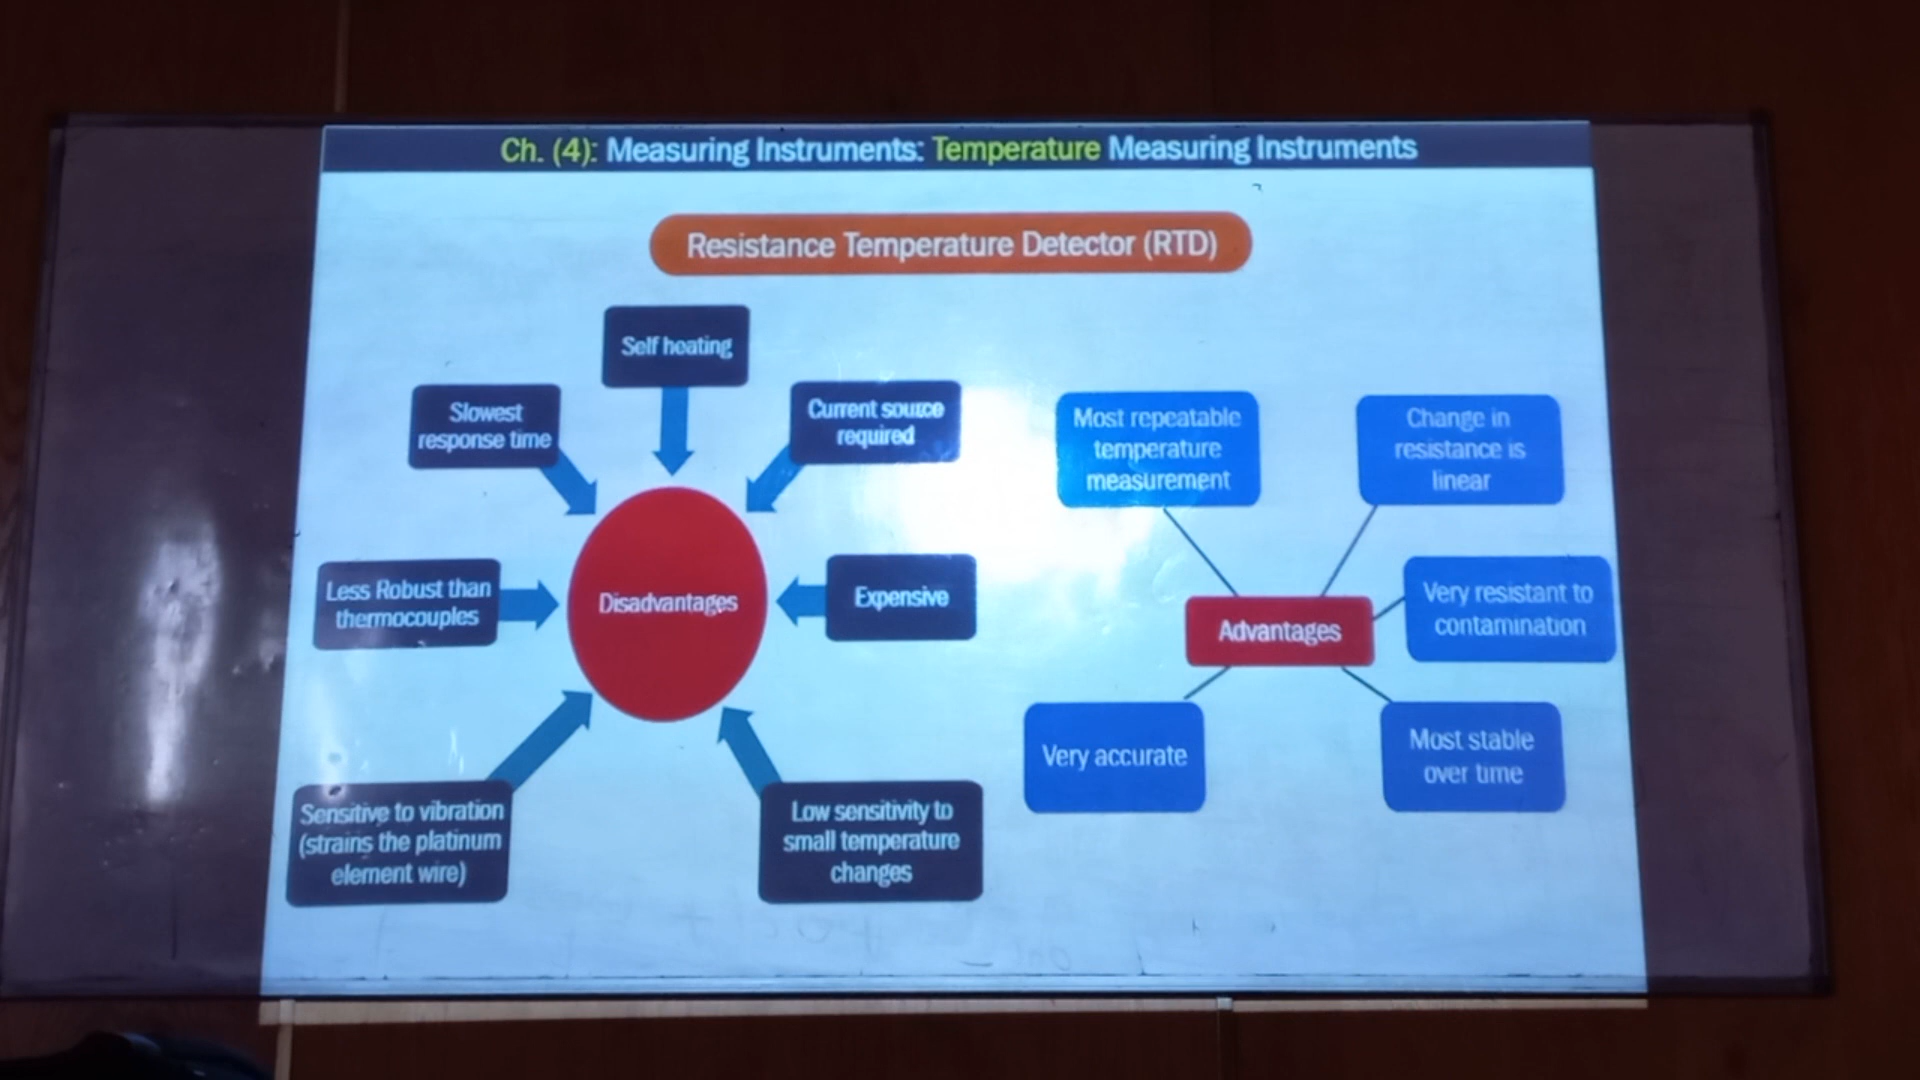 Ch. (4): Measuring Instruments: Temperature Measuring Instruments
Resistance Temperature Detector (RTD)
Self heating
Slowest
response time
Current source
required
Less Robust than
thermocouples
Disadvantages
Expensive
Sensitive to vibration
(strains the platinum
element wire)
Low sensitivity to
small temperature
changes
Most repeatable
temperature
measurement
Change in
resistance is
linear
Very resistant to
contamination
Advantages
Very accurate
Most stable
over time